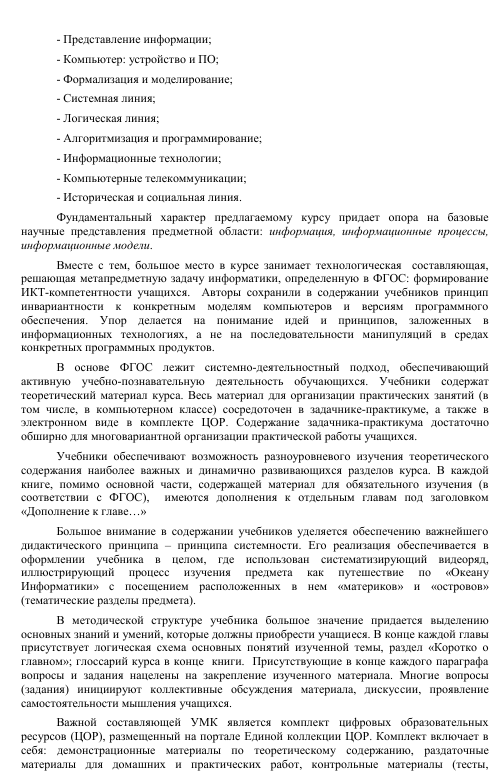 - Представление информации;
- Компьютер: устройство и ПО;
- Формализация и моделирование;
- Системная линия;
- Логическая линия;
- Алгоритмизация и программирование;
- Информационные технологии;
- Компьютерные телекоммуникации;
- Историческая и социальная линия.
Фундаментальный характер предлагаемому курсу придает опора на базовые
научные представления предметной области: информация, информационные процессы,
информационные модели.
Вместе с тем, большое место в курсе занимает технологическая составляющая,
решающая метапредметную задачу информатики, определенную в ФГОС: формирование
ИКТ-компетентности учащихся. Авторы сохранили в содержании учебников принцип
инвариантности к конкретным моделям компьютеров и версиям программного
обеспечения. Упор делается на понимание идей и принципов, заложенных в
информационных технологиях, а не на последовательности манипуляций в средах
конкретных программных продуктов.
В основе ФГОС лежит системно-деятельностный подход, обеспечивающий
активную учебно-познавательную деятельность обучающихся. Учебники содержат
теоретический материал курса. Весь материал для организации практических занятий (в
том числе, в компьютерном классе) сосредоточен в задачнике-практикуме, а также в
электронном виде в комплекте ЦОР. Содержание задачника-практикума достаточно
обширно для многовариантной организации практической работы учащихся.
Учебники обеспечивают возможность разноуровневого изучения теоретического
содержания наиболее важных и динамично развивающихся разделов курса. В каждой
книге, помимо основной части, содержащей материал для обязательного изучения (в
соответствии с ФГОС), имеются дополнения к отдельным главам под заголовком
«Дополнение к главе…»
Большое внимание в содержании учебников уделяется обеспечению важнейшего
дидактического принципа – принципа системности. Его реализация обеспечивается в
оформлении учебника в целом, где использован систематизирующий видеоряд,
иллюстрирующий процесс изучения предмета как путешествие по «Океану
Информатики» с посещением расположенных в нем «материков» и «островов»
(тематические разделы предмета).
В методической структуре учебника большое значение придается выделению
основных знаний и умений, которые должны приобрести учащиеся. В конце каждой главы
присутствует логическая схема основных понятий изученной темы, раздел «Коротко о
главном»; глоссарий курса в конце книги. Присутствующие в конце каждого параграфа
вопросы и задания нацелены на закрепление изученного материала. Многие вопросы
(задания) инициируют коллективные обсуждения материала, дискуссии, проявление
самостоятельности мышления учащихся.
Важной составляющей УМК является комплект цифровых образовательных
ресурсов (ЦОР), размещенный на портале Единой коллекции ЦОР. Комплект включает в
себя: демонстрационные материалы по теоретическому содержанию, раздаточные
материалы для домашних и практических работ, контрольные материалы (тесты,